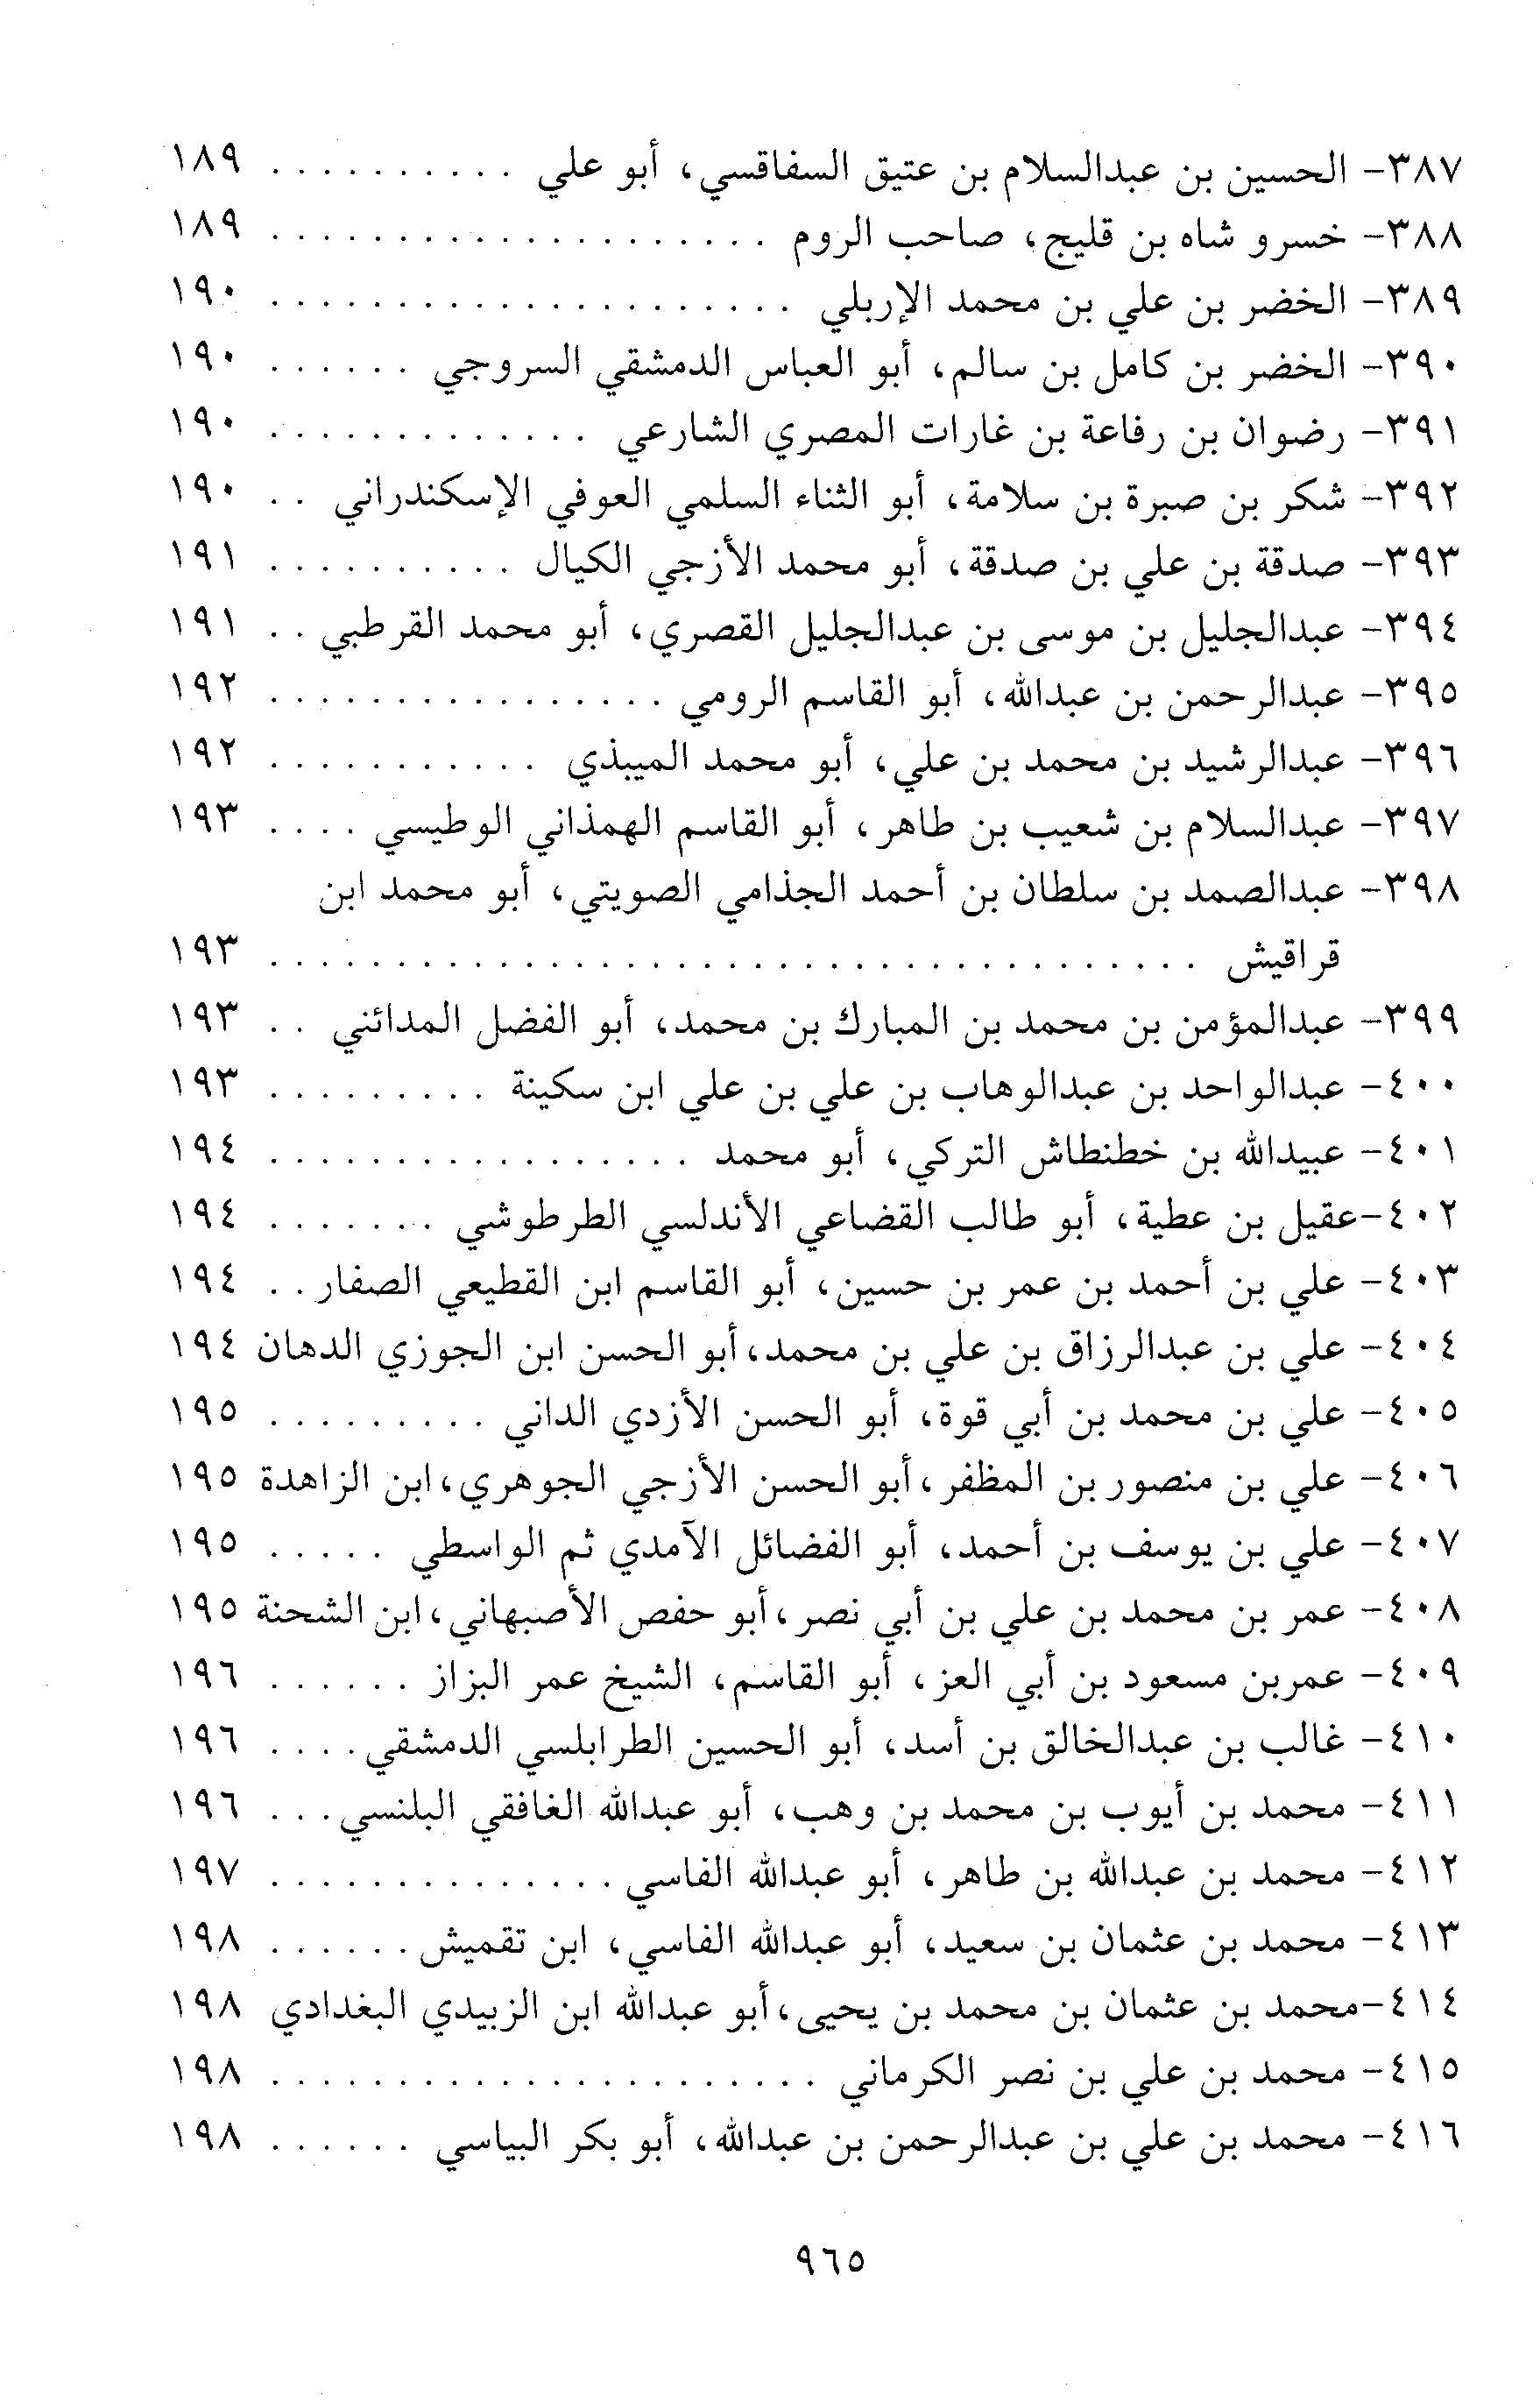 ٣٨٧- الحسين بن عبدالسلام بن عتيق السفاقسي، أبو علي . . . . . . . . . . ١٨٩
٣٨٨- خسرو شاه بن قليج، صاحب الروم . . . . . . . . . . . . . . . . . . . . ١٨٩
٣٨٩- الخضر بن علي بن محمد الإربلي . . . . . . . . . . . . . . . . . . . . . ١٩٠
٣٩٠- الخضر بن كامل بن سالم، أبو العباس الدمشقي السروجي . . . . . . ١٩٠
٣٩١- رضوان بن رفاعة بن غارات المصري الشارعي . . . . . . . . . . . . . ١٩٠
٣٩٢- شكر بن صبرة بن سلامة، أبو الثناء السلمي العوفي الإسكندراني . . ١٩٠
٣٩٣- صدقة بن علي بن صدقة، أبو محمد الأزجي الكيال . . . . . . . . . . ١٩١
٣٩٤- عبدالجليل بن موسى بن عبدالجليل القصري، أبو محمد القرطبي . . ١٩١
٣٩٥- عبدالرحمن بن عبدالله، أبو القاسم الرومي . . . . . . . . . . . . . . . . ١٩٢
٣٩٦- عبدالرشيد بن محمد بن علي، أبو محمد الميبذي . . . . . . . . . . . ١٩٢
٣٩٧- عبدالسلام بن شعيب بن طاهر، أبو القاسم الهمذاني الوطيسي . . . . ١٩٣
٣٩٨- عبدالصمد بن سلطان بن أحمد الجذامي الصويتي، أبو محمد ابن
قراقيش . . . . . . . . . . . . . . . . . . . . . . . . . . . . . . . . . . . . . ١٩٣
٣٩٩- عبدالمؤمن بن محمد بن المبارك بن محمد، أبو الفضل المدائني . . ١٩٣
٤٠٠- عبدالواحد بن عبدالوهاب بن علي بن علي ابن سكينة . . . . . . . . . ١٩٣
٤٠١- عبيدالله بن خطنطاش التركي، أبو محمد . . . . . . . . . . . . . . . . . ١٩٤
٤٠٢-عقيل بن عطية، أبو طالب القضاعي الأندلسي الطرطوشي . . . . . . . ١٩٤
٤٠٣- علي بن أحمد بن عمر بن حسين، أبو القاسم ابن القطيعي الصفار . . ١٩٤
٤٠٤- علي بن عبدالرزاق بن علي بن محمد،أبو الحسن ابن الجوزي الدهان ١٩٤
٤٠٥- علي بن محمد بن أبي قوة، أبو الحسن الأزدي الداني . . . . . . . . . ١٩٥
٤٠٦- علي بن منصور بن المظفر،أبو الحسن الأزجي الجوهري،ابن الزاهدة ١٩٥
٤٠٧- علي بن يوسف بن أحمد، أبو الفضائل الآمدي ثم الواسطي . . . . . ١٩٥
٤٠٨- عمر بن محمد بن علي بن أبي نصر،أبو حفص الأصبهاني،ابن الشحنة ١٩٥
٤٠٩- عمربن مسعود بن أبي العز، أبو القاسم، الشيخ عمر البزاز . . . . . . ١٩٦
٤١٠- غالب بن عبدالخالق بن أسد، أبو الحسين الطرابلسي الدمشقي. . . . ١٩٦
٤١١- محمد بن أيوب بن محمد بن وهب، أبو عبدالله الغافقي البلنسي. . . ١٩٦
٤١٢- محمد بن عبدالله بن طاهر، أبو عبدالله الفاسي . . . . . . . . . . . . . . ١٩٧
٤١٣- محمد بن عثمان بن سعيد، أبو عبدالله الفاسي، ابن تقميش . . . . . . ١٩٨
٤١٤-محمد بن عثمان بن محمد بن يحيى،أبو عبدالله ابن الزبيدي البغدادي ١٩٨
٤١٥- محمد بن علي بن نصر الكرماني . . . . . . . . . . . . . . . . . . . . . . ١٩٨
٤١٦- محمد بن علي بن عبدالرحمن بن عبدالله، أبو بكر البياسي . . . . . . ١٩٨
٩٦٥